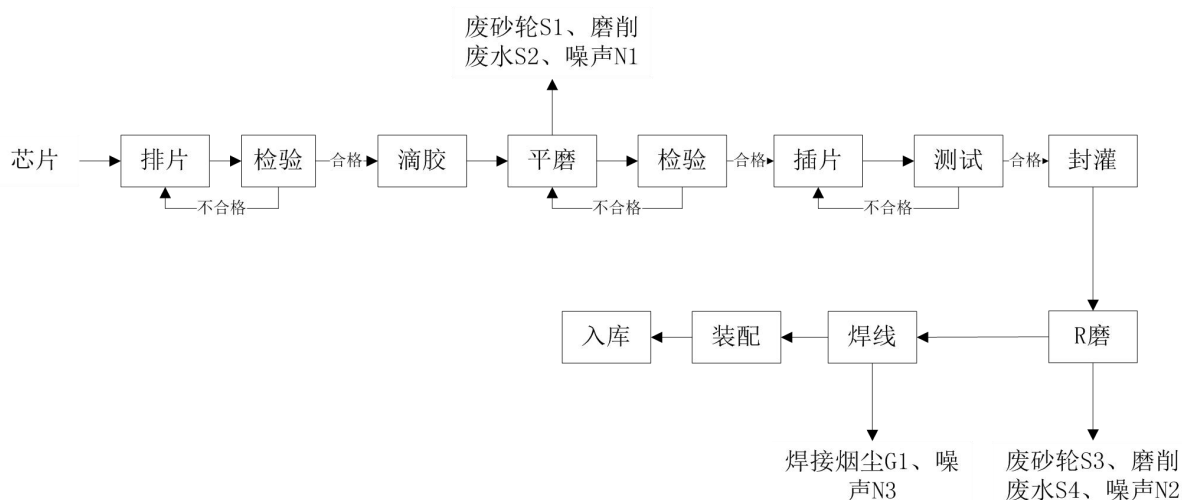 废砂轮S1、磨削
废水S2、噪声N1
芯片
排片
检验
合格
滴胶
平磨
检验
合格
插片
测试
合格
封灌
不合格
不合格
不合格
入库
装配
焊线
R磨
焊接烟尘G1、噪
声N3
废砂轮S3、磨削
废水S4、噪声N2